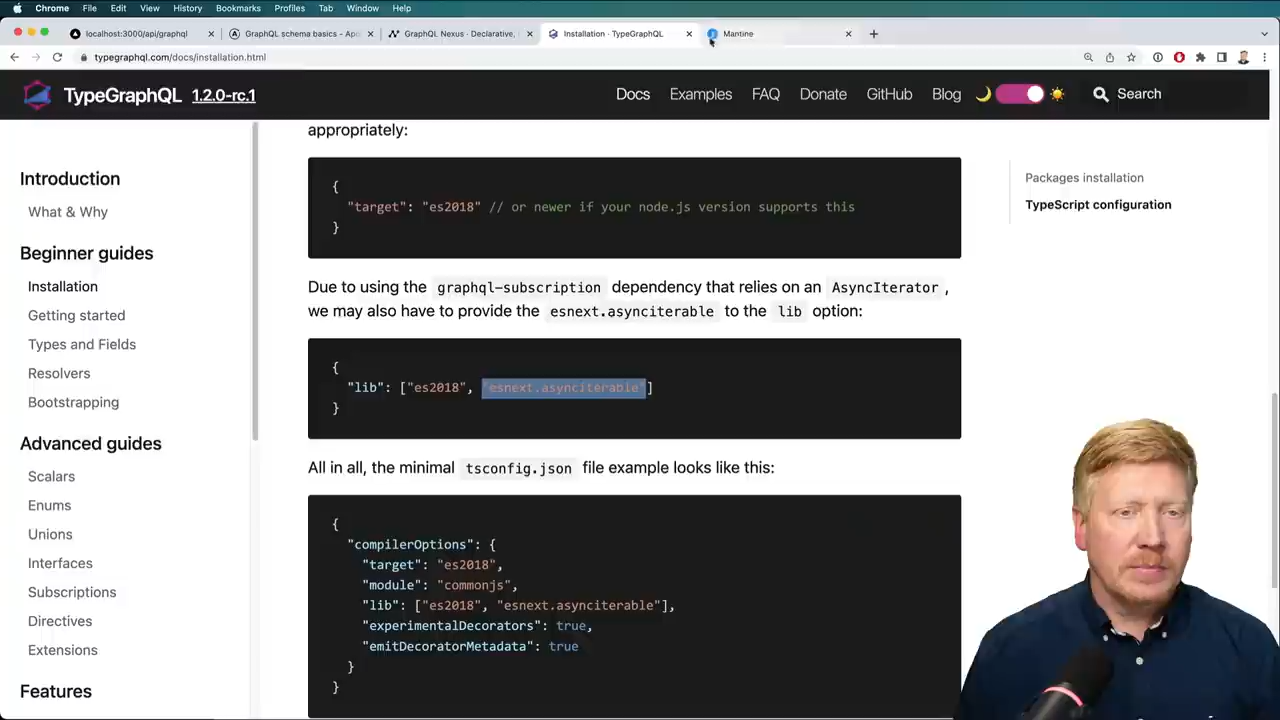 Chrome File Edit View History Bookmarks Profiles Tab Window Help
localhost:3000/api/graphql
GraphQL schema basics - Apo
GraphQL Nexus · Declarative,
Installation · TypeGraphQL
Mantine
typegraphql.com/docs/installation.html
TypeGraphQL 1.2.0-rc.1
Docs Examples FAQ Donate GitHub Blog Search
Introduction
What & Why
Beginner guides
Installation
Getting started
Types and Fields
Resolvers
Bootstrapping
Advanced guides
Scalars
Enums
Unions
Interfaces
Subscriptions
Directives
Extensions
Features
appropriately:
{
"target": "es2018" // or newer if your node.js version supports this
}
Due to using the graphql-subscription dependency that relies on an AsyncIterator,
we may also have to provide the esnext.asynciterable to the lib option:
{
"lib": ["es2018", "esnext.asynciterable"]
}
All in all, the minimal tsconfig.json file example looks like this:
{
"compilerOptions": {
"target": "es2018",
"module": "commonjs",
"lib": ["es2018", "esnext.asynciterable"],
"experimentalDecorators": true,
"emitDecoratorMetadata": true
}
}
Packages installation
TypeScript configuration